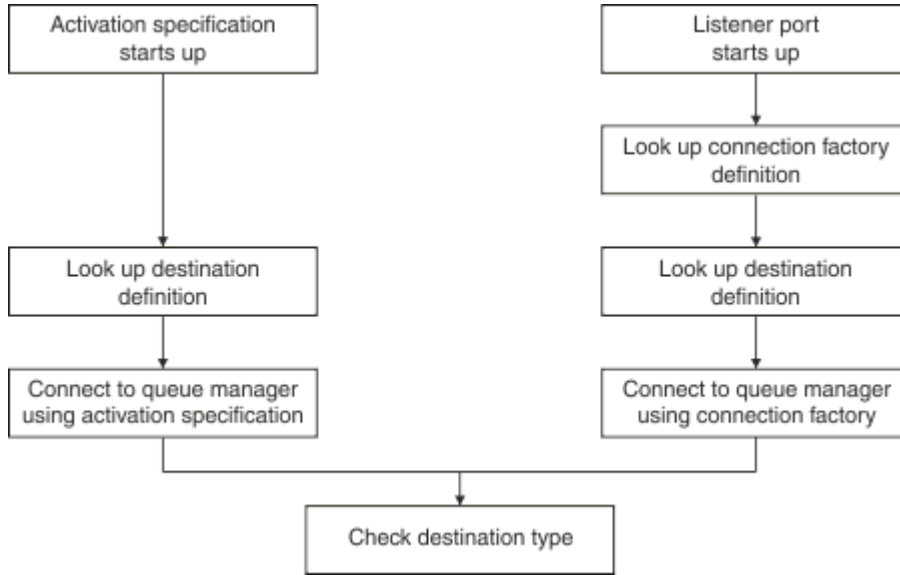 Activation specification
starts up
Listener port
starts up
Look up connection factory
definition
Look up destination
definition
Look up destination
definition
Connect to queue manager
using activation specification
Connect to queue manager
using connection factory
Check destination type